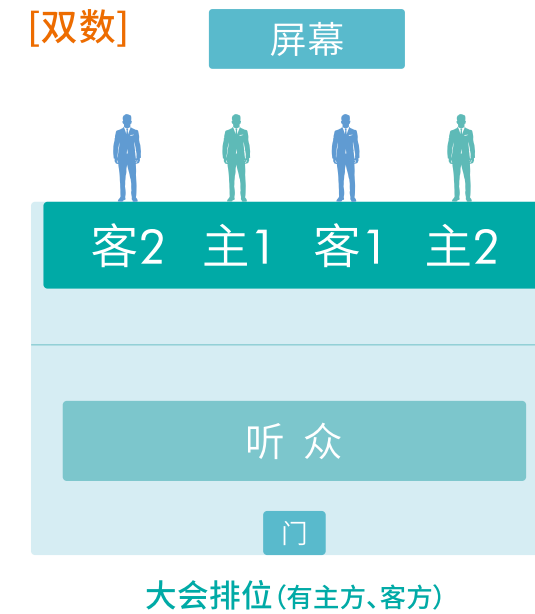 [双数]
屏幕
客2 主1 客1 主2
听 众
门
大会排位(有主方、客方)